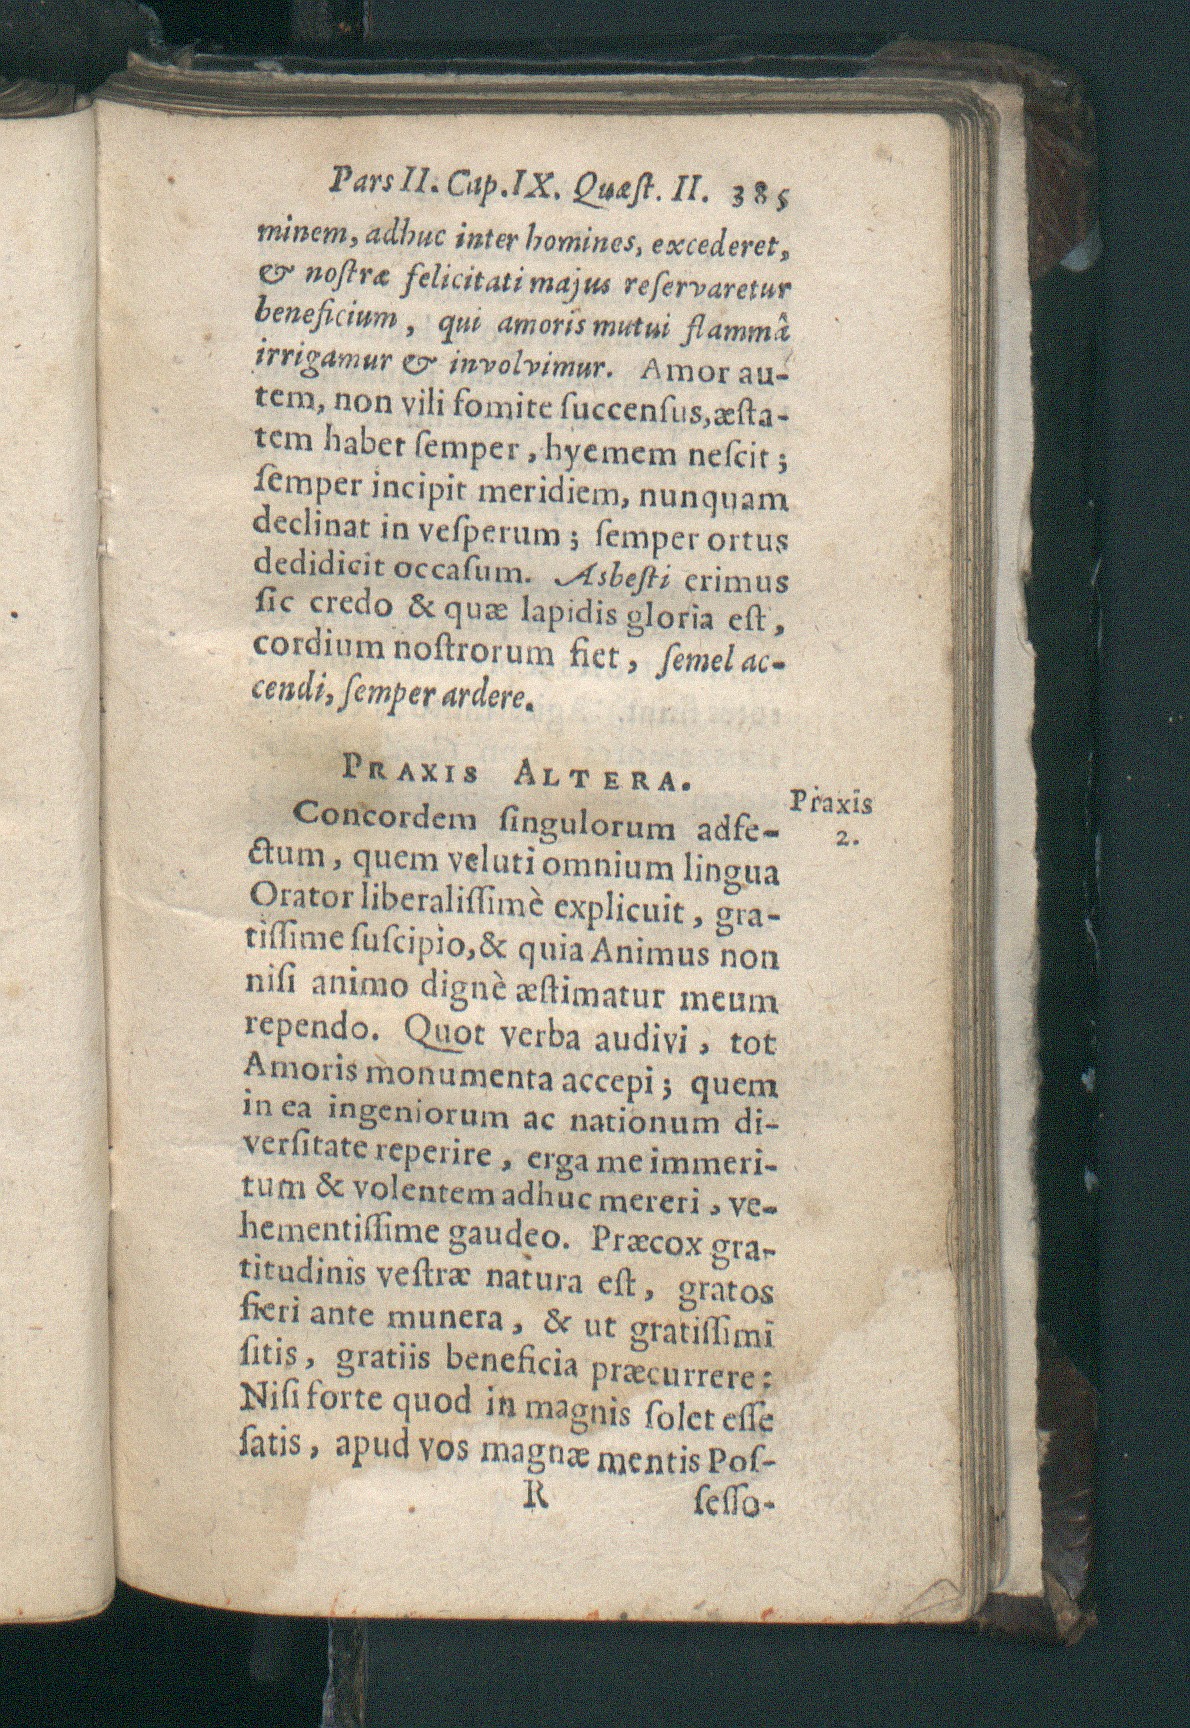 Pars II. Cap. IX. Quæſt. II. 385
minem, adhuc inter homines, excederet,
& noſtræ felicitati majus reſervaretur
beneficium, qui amoris mutui flammâ
irrigamur & involvimur. Amor au-
tem, non vili fomite ſuccenſus, æſta-
tem habet ſemper, hyemem neſcit;
ſemper incipit meridiem, nunquam
declinat in veſperum; ſemper ortus
dedidicit occaſum. Asbeſti erimus
ſic credo & quæ lapidis gloria eſt,
cordium noſtrorum fiet, ſemel ac-
cendi, ſemper ardere.
PRAXIS ALTERA.
Praxis
2.
Concordem ſingulorum adfe-
ctum, quem veluti omnium lingua
Orator liberaliſſimè explicuit, gra-
tiſſime ſuſcipio, & quia Animus non
niſi animo dignè æſtimatur meum
rependo. Quot verba audivi, tot
Amoris monumenta accepi; quem
in ea ingeniorum ac nationum di-
verſitate reperire, erga me immeri-
tum & volentem adhuc mereri, ve-
hementiſſime gaudeo. Præcox gra-
titudinis veſtræ natura eſt, gratos
fieri ante munera, & ut gratiſſimi
ſitis, gratiis beneficia præcurrere:
Niſi forte quod in magnis ſolet eſſe
ſatis, apud vos magnæ mentis Poſ-
R ſeſſo-